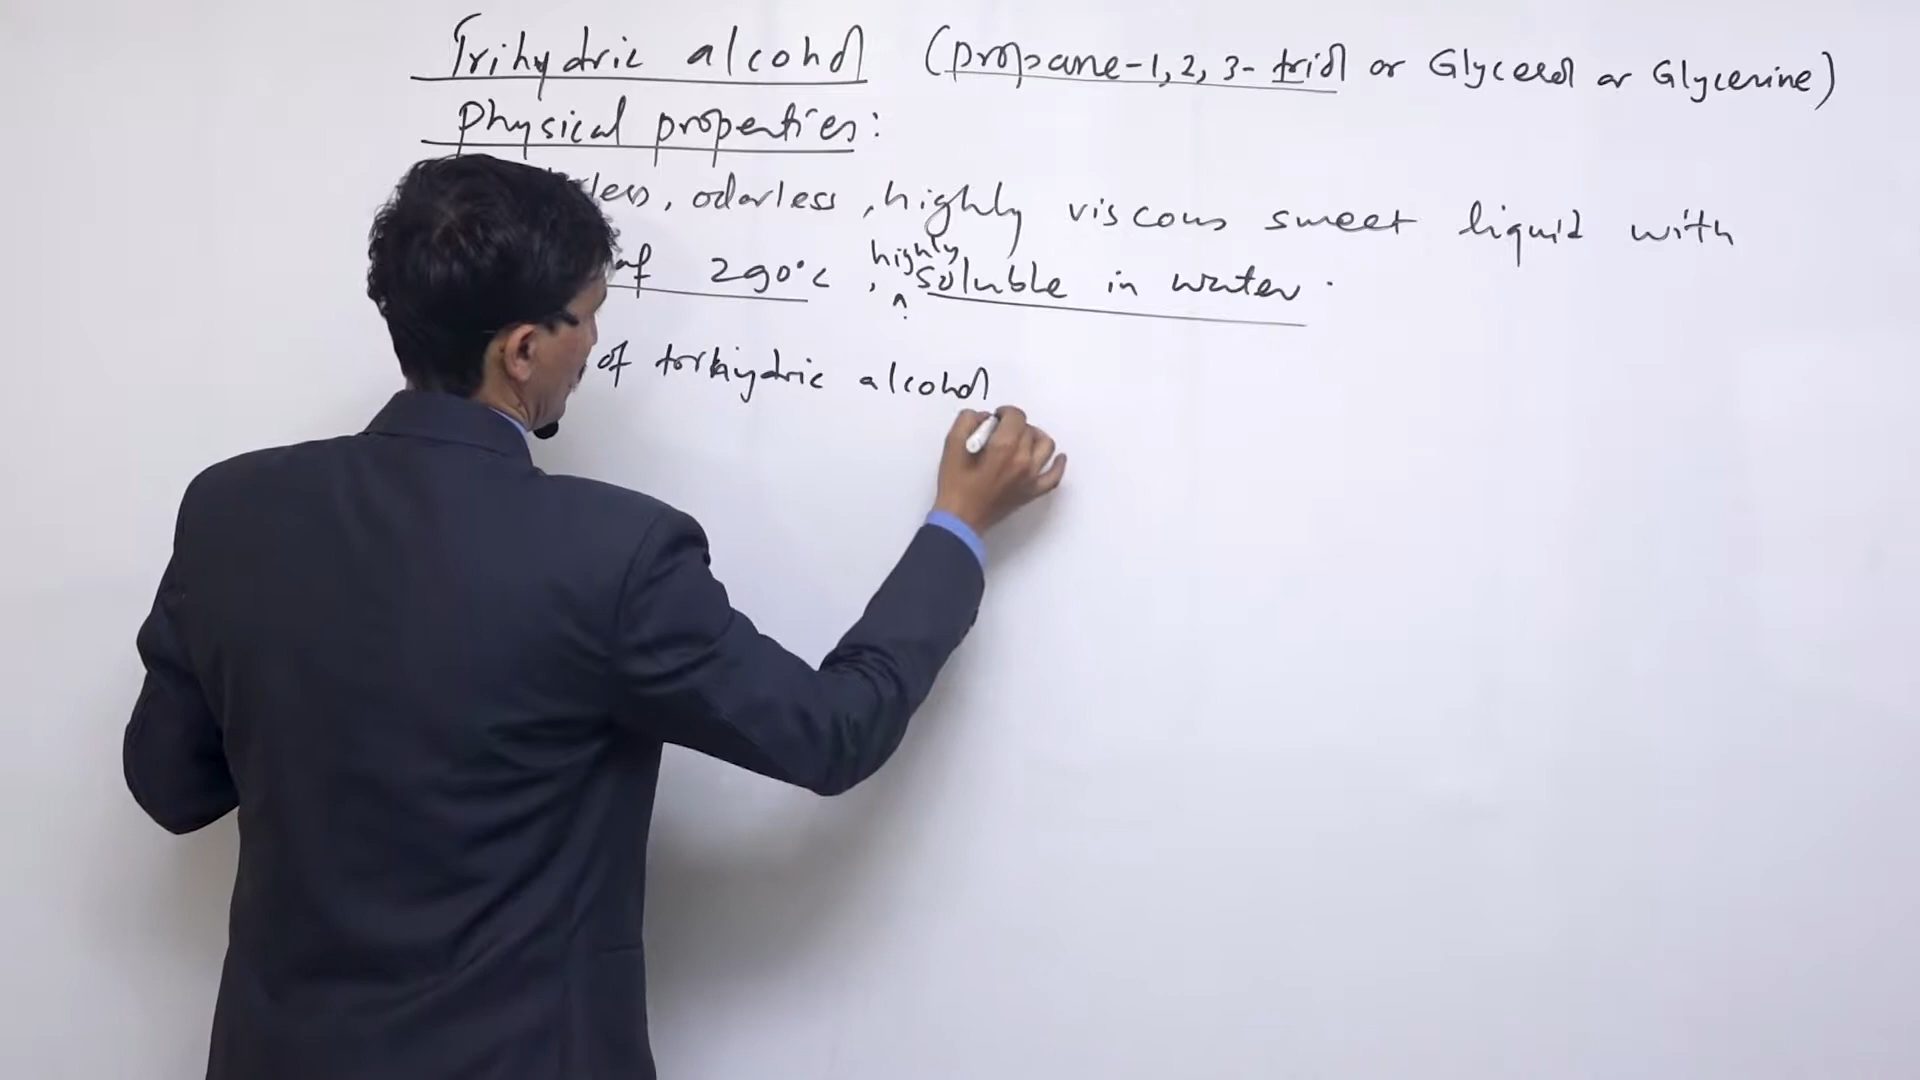 Trihydric alcohol (propane-1, 2, 3- triol or Glycerol or Glycerine)
Physical properties:
less, odorless, highly viscous sweet liquid with
of 290°C, highly soluble in water.
of trihydric alcohol